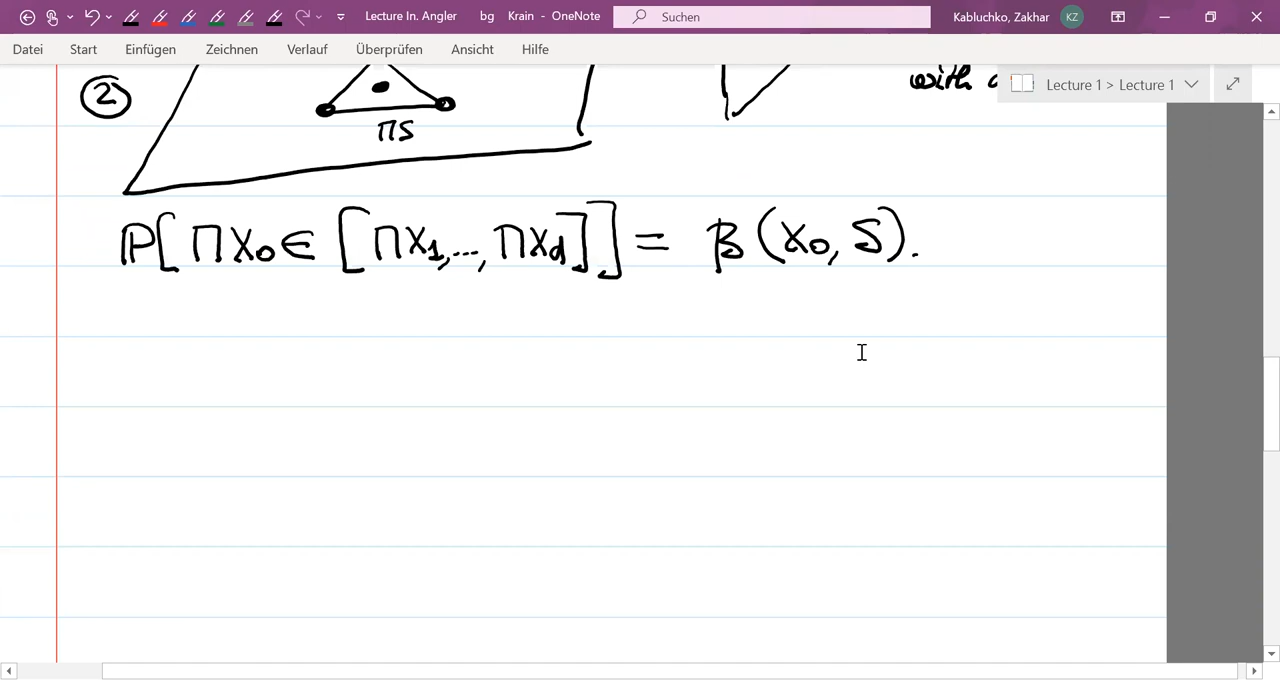 Lecture In. Angler bg Krain - OneNote
Suchen
Kabluchko, Zakhar KZ
Datei Start Einfügen Zeichnen Verlauf Überprüfen Ansicht Hilfe
②
with
Lecture 1 > Lecture 1
ΠS
ℙ[ΠX₀ ∈ [ΠX₁,...,ΠX_d]] = β(X₀, S).